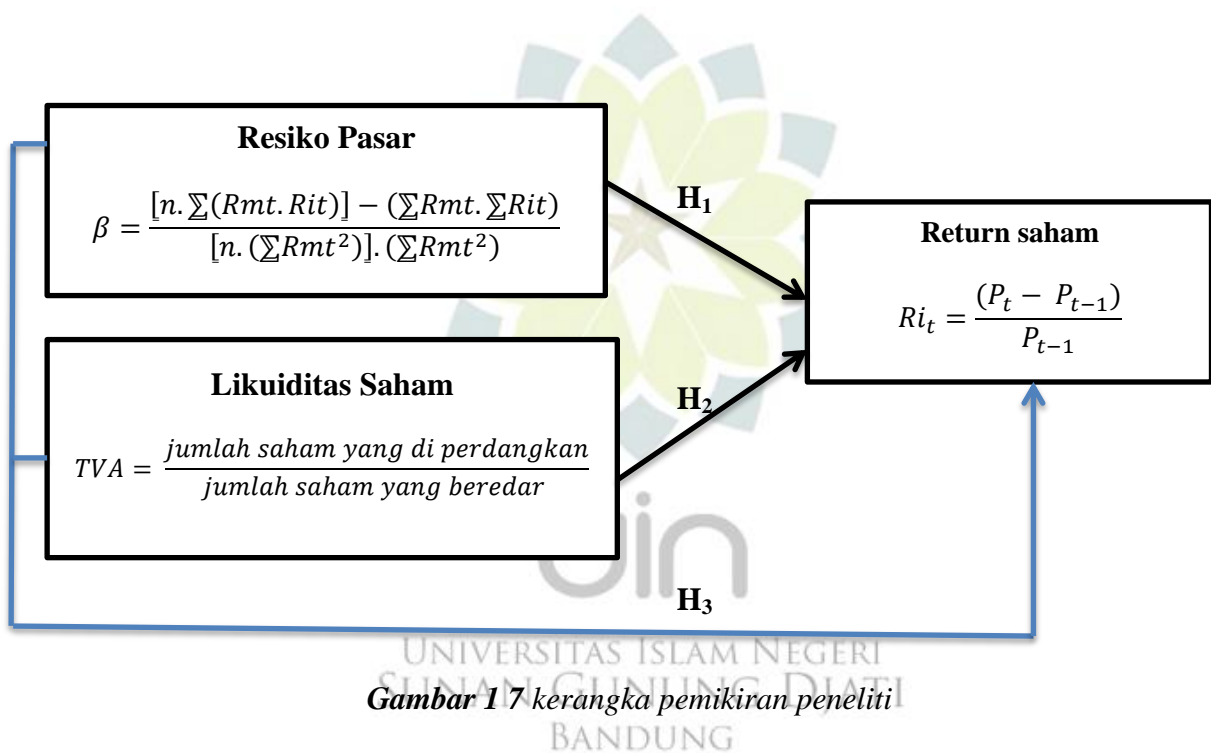 Resiko Pasar
β = [n. ∑(Rmt. Rit)] − (∑Rmt. ∑Rit) / [n. (∑Rmt²)]. (∑Rmt²)
H₁
Return saham
Riₜ = (Pₜ − Pₜ₋₁) / Pₜ₋₁
Likuiditas Saham
TVA = jumlah saham yang di perdangkan / jumlah saham yang beredar
H₂
uin
H₃
UNIVERSITAS ISLAM NEGERI
SUNAN GUNUNG DJATI
Gambar 1 7 kerangka pemikiran peneliti
BANDUNG